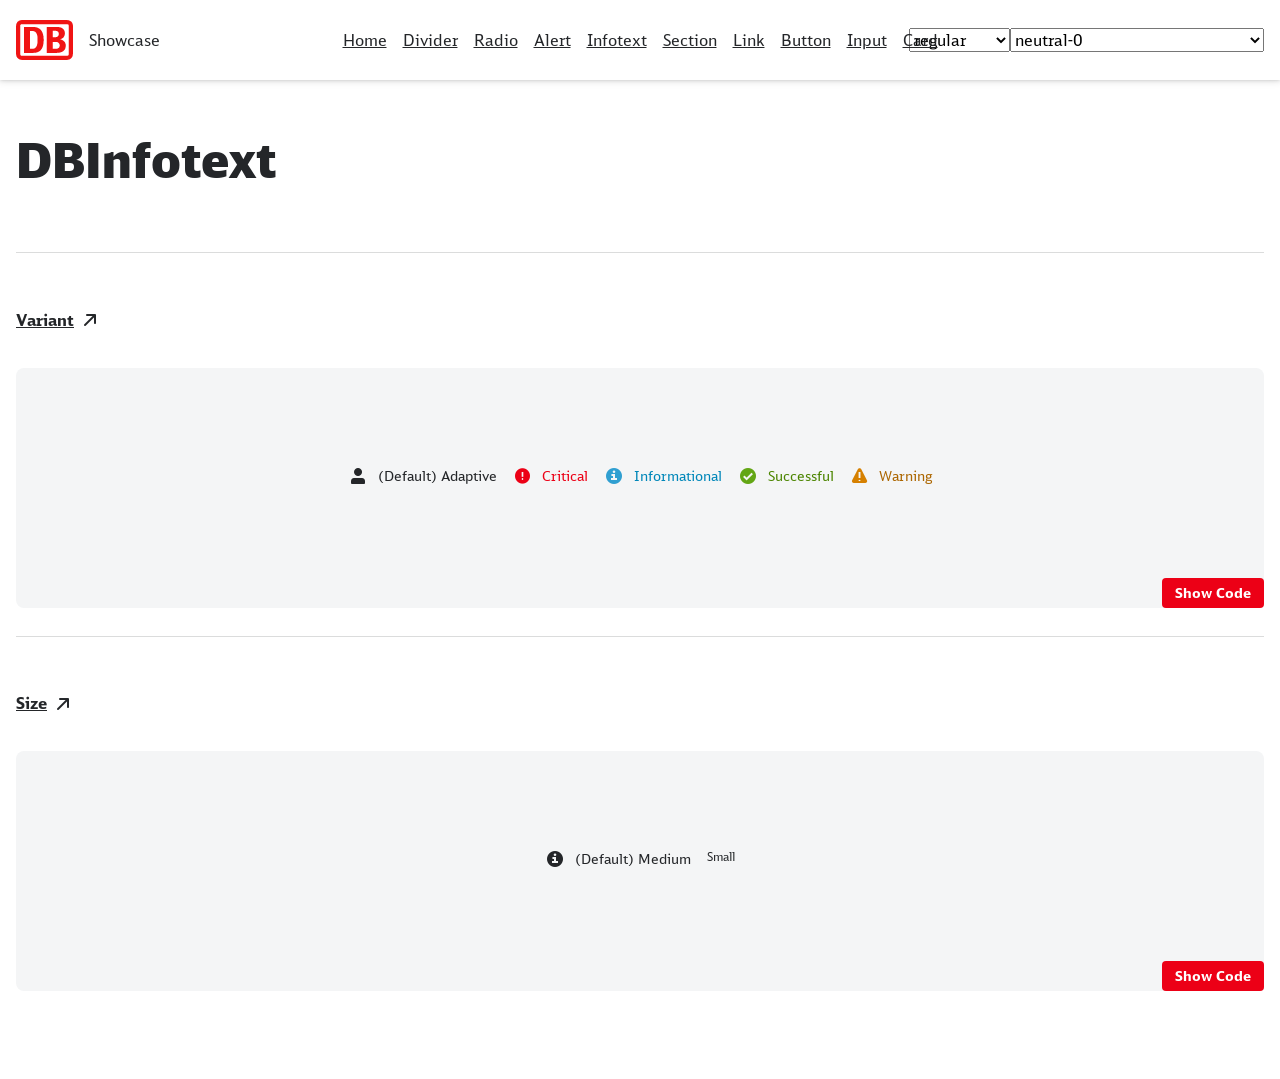 DB Showcase Home Divider Radio Alert Infotext Section Link Button Input Card regular neutral-0
DBInfotext
Variant
(Default) Adaptive Critical Informational Successful Warning
Show Code
Size
(Default) Medium Small
Show Code